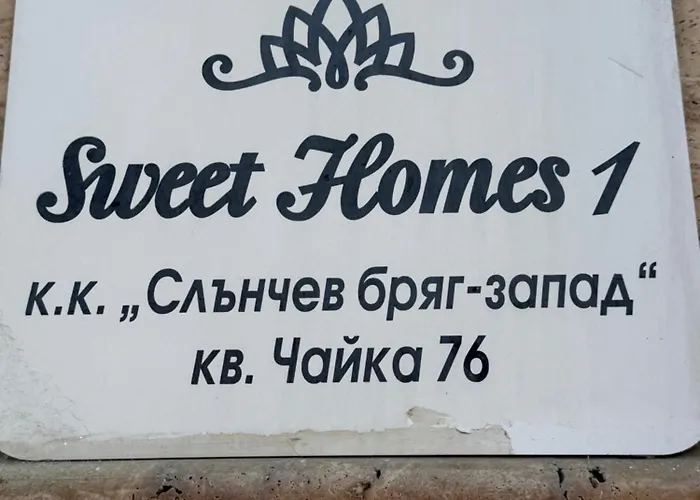 Sweet Homes 1
к.к. „Слънчев бряг-запад“
кв. Чайка 76